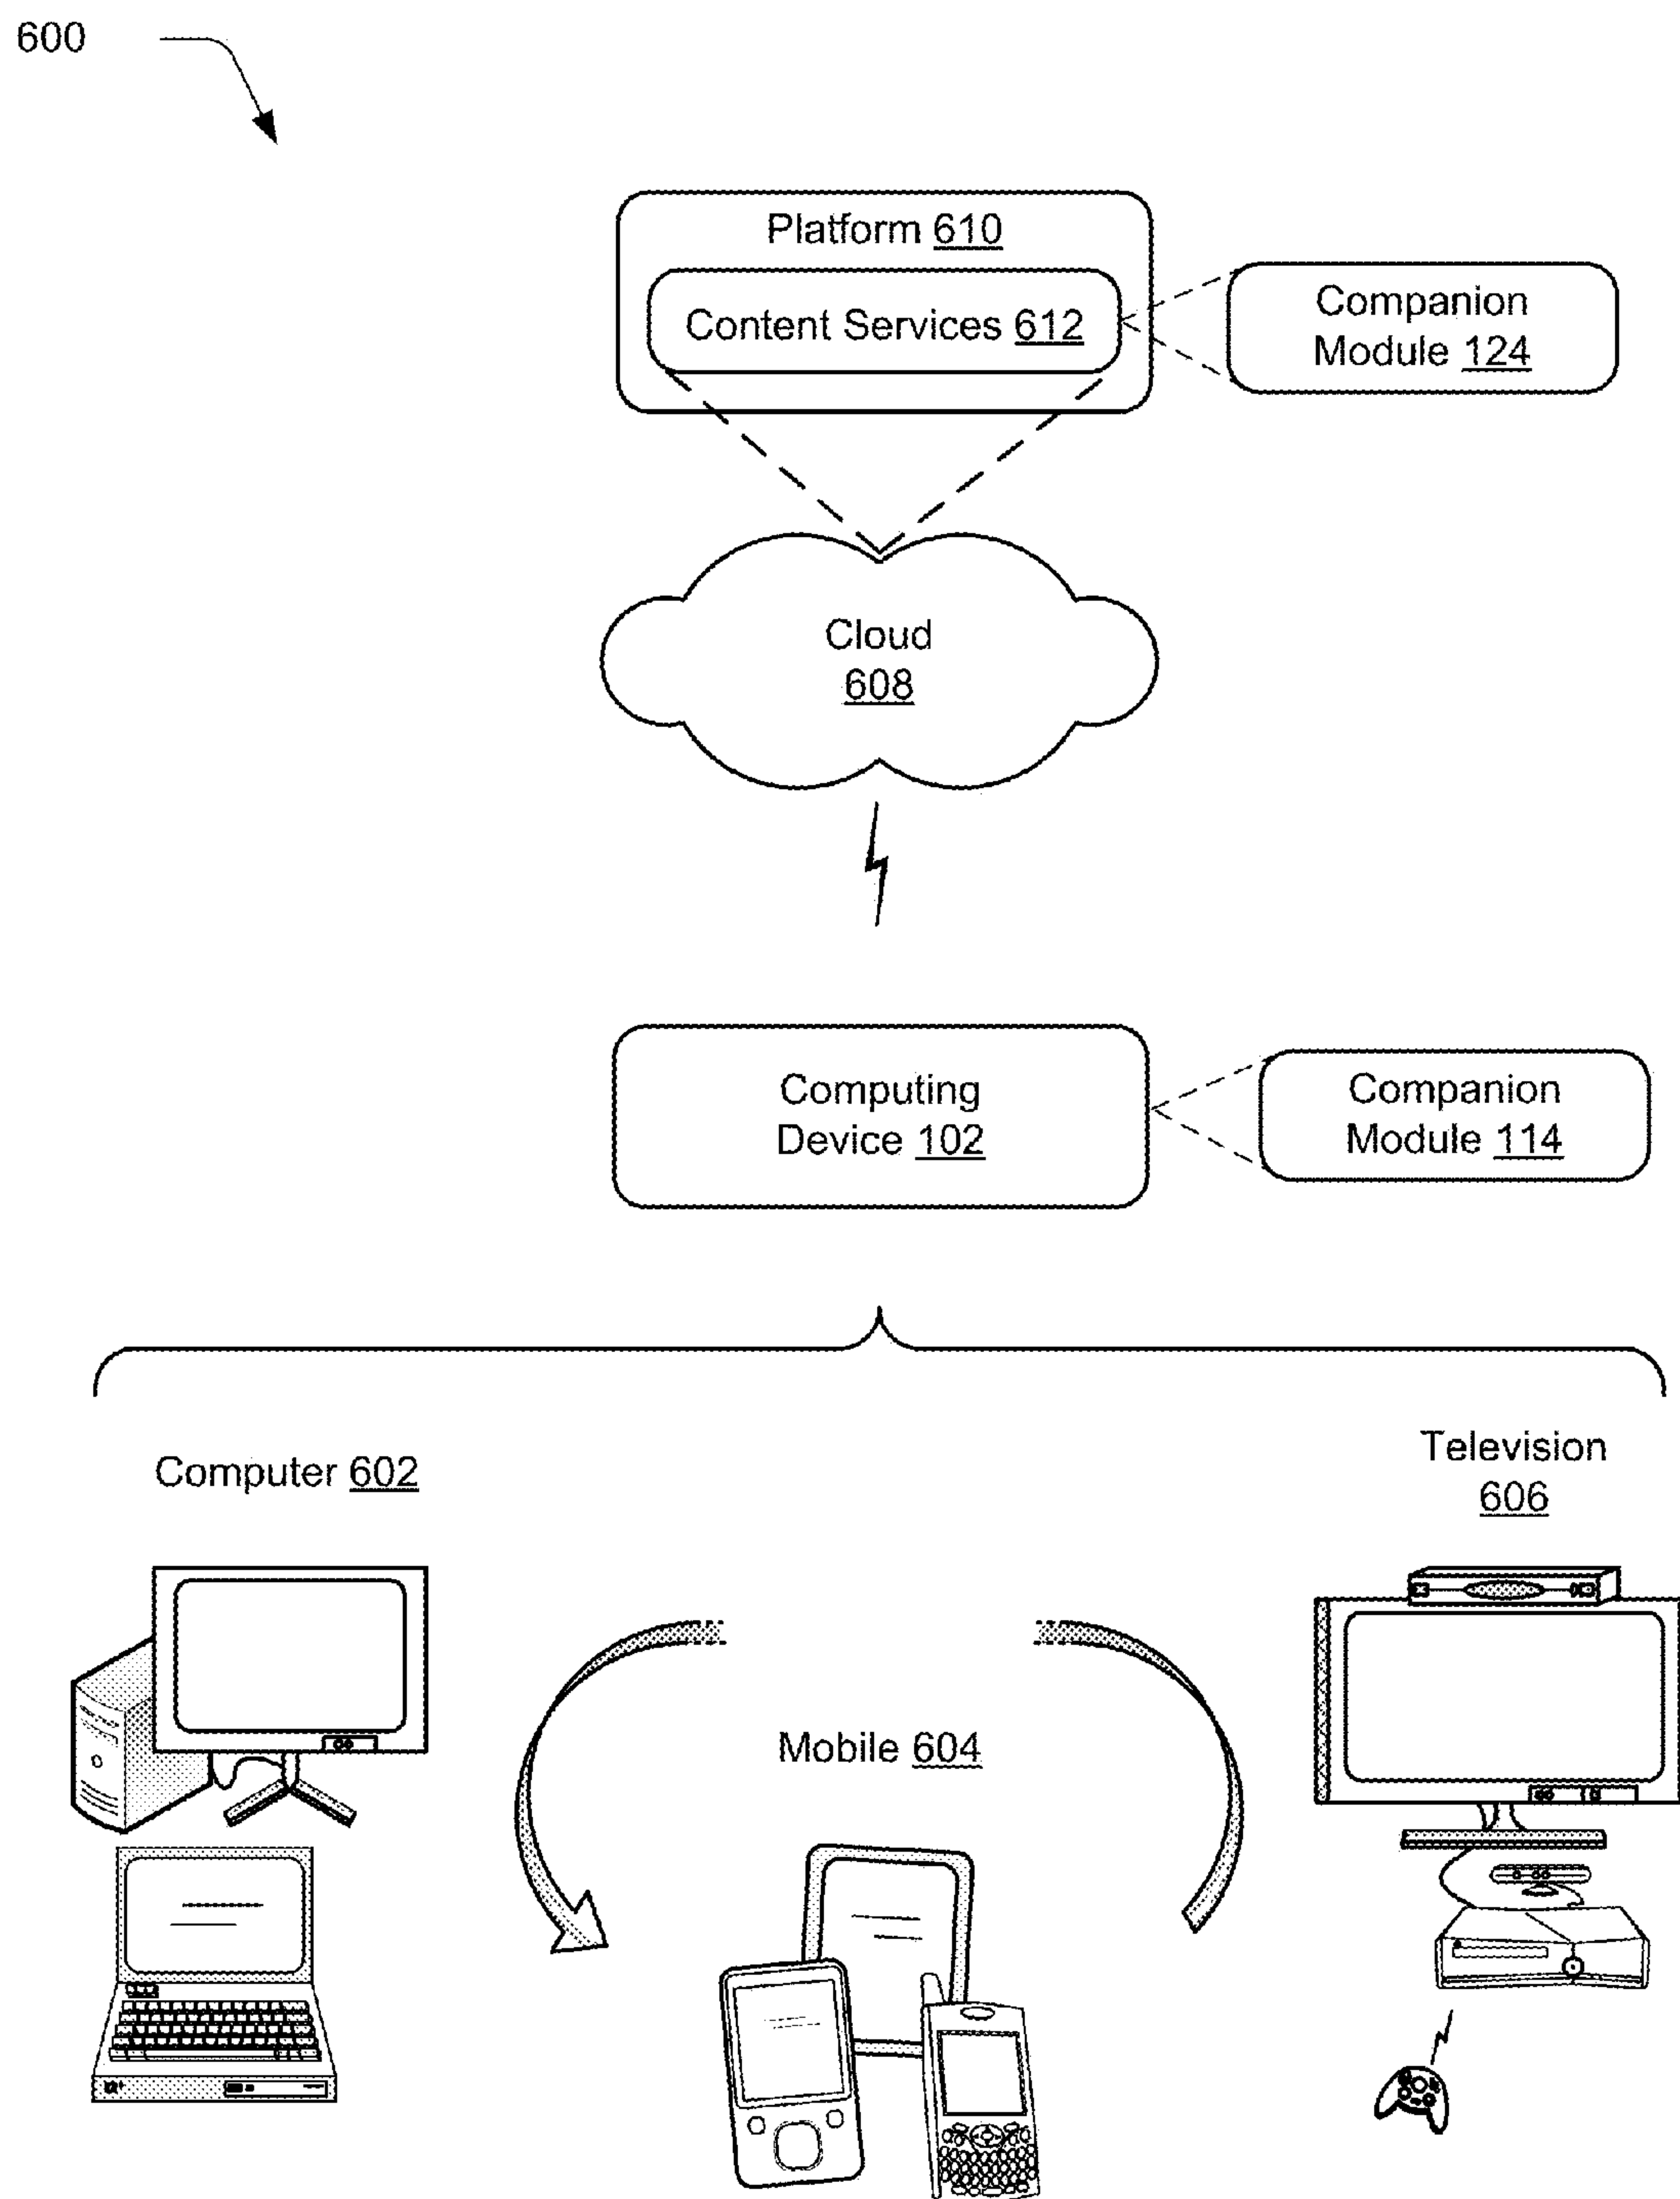 600
Platform 610
Content Services 612
Companion
Module 124
Cloud
608
Computing
Device 102
Companion
Module 114
Computer 602
Television
606
Mobile 604